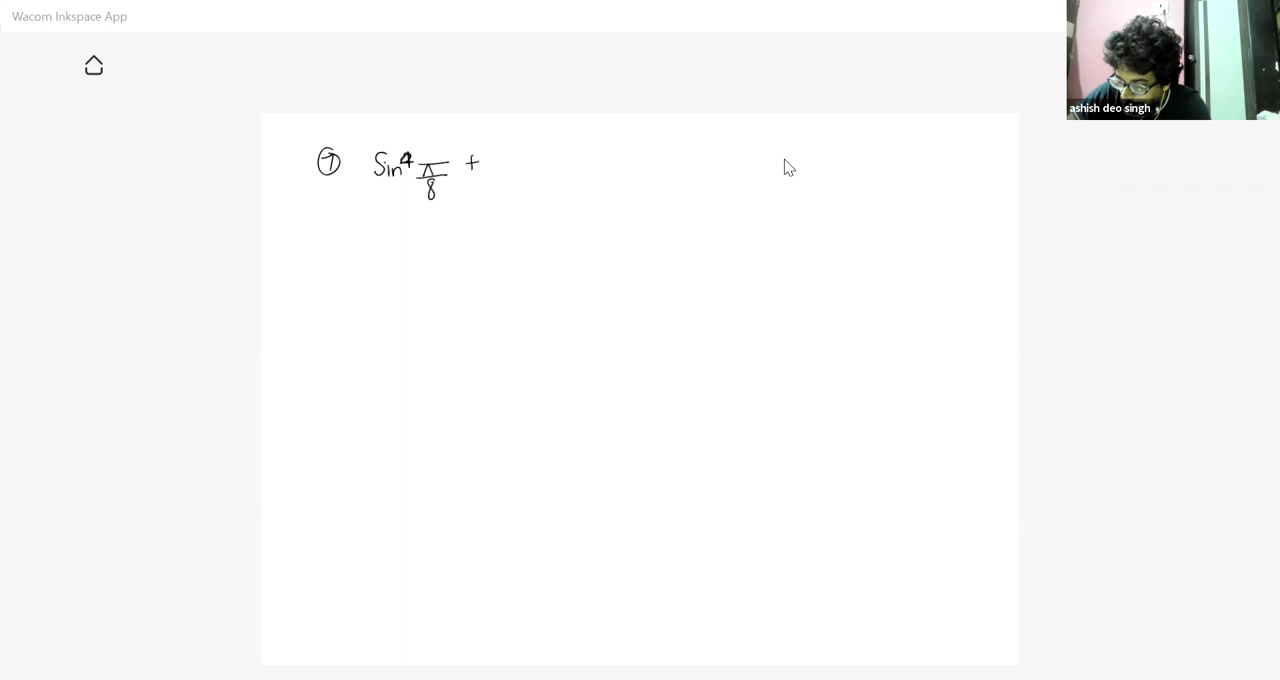 Wacom Inkspace App
ashish deo singh
⑦ Sin⁴ π/8 +